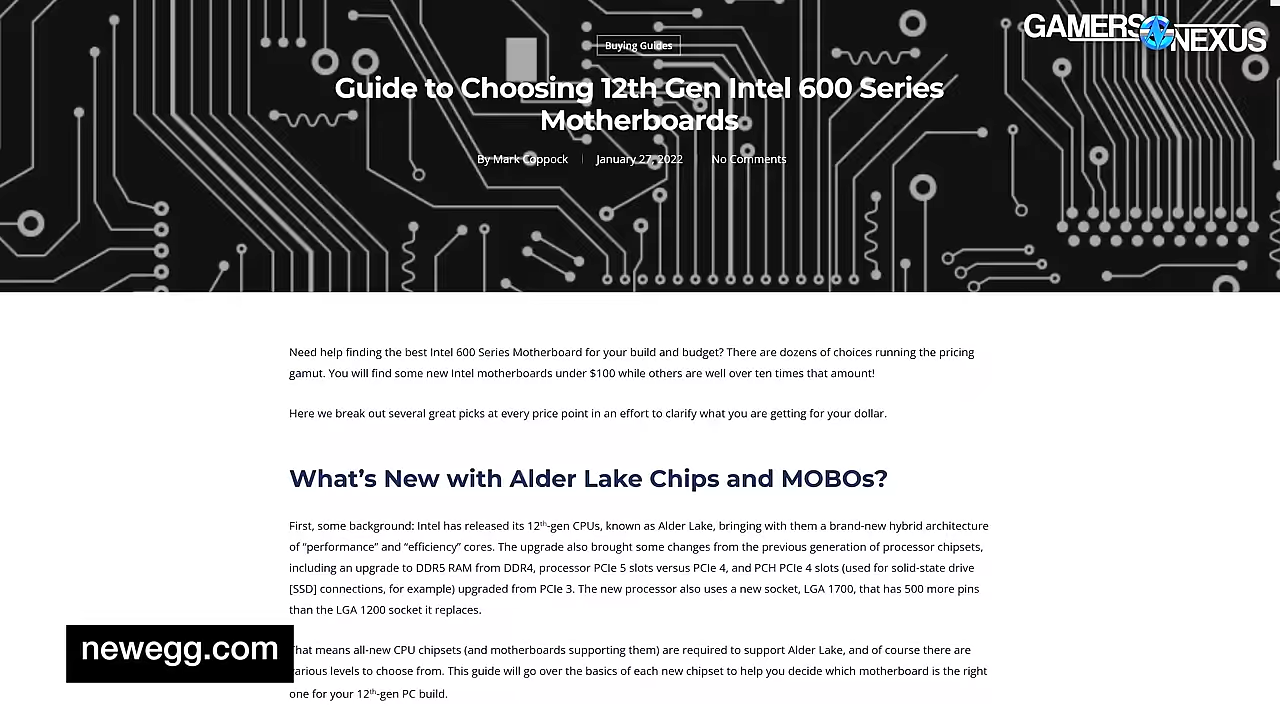 GAMERS NEXUS
Buying Guides
Guide to Choosing 12th Gen Intel 600 Series
Motherboards
By Mark Coppock | January 27, 2022 | No Comments
Need help finding the best Intel 600 Series Motherboard for your build and budget? There are dozens of choices running the pricing
gamut. You will find some new Intel motherboards under $100 while others are well over ten times that amount!
Here we break out several great picks at every price point in an effort to clarify what you are getting for your dollar.
What's New with Alder Lake Chips and MOBOs?
First, some background: Intel has released its 12th-gen CPUs, known as Alder Lake, bringing with them a brand-new hybrid architecture
of “performance” and “efficiency” cores. The upgrade also brought some changes from the previous generation of processor chipsets,
including an upgrade to DDR5 RAM from DDR4, processor PCIe 5 slots versus PCIe 4, and PCH PCIe 4 slots (used for solid-state drive
[SSD] connections, for example) upgraded from PCIe 3. The new processor also uses a new socket, LGA 1700, that has 500 more pins
than the LGA 1200 socket it replaces.
newegg.com
hat means all-new CPU chipsets (and motherboards supporting them) are required to support Alder Lake, and of course there are
various levels to choose from. This guide will go over the basics of each new chipset to help you decide which motherboard is the right
one for your 12th-gen PC build.